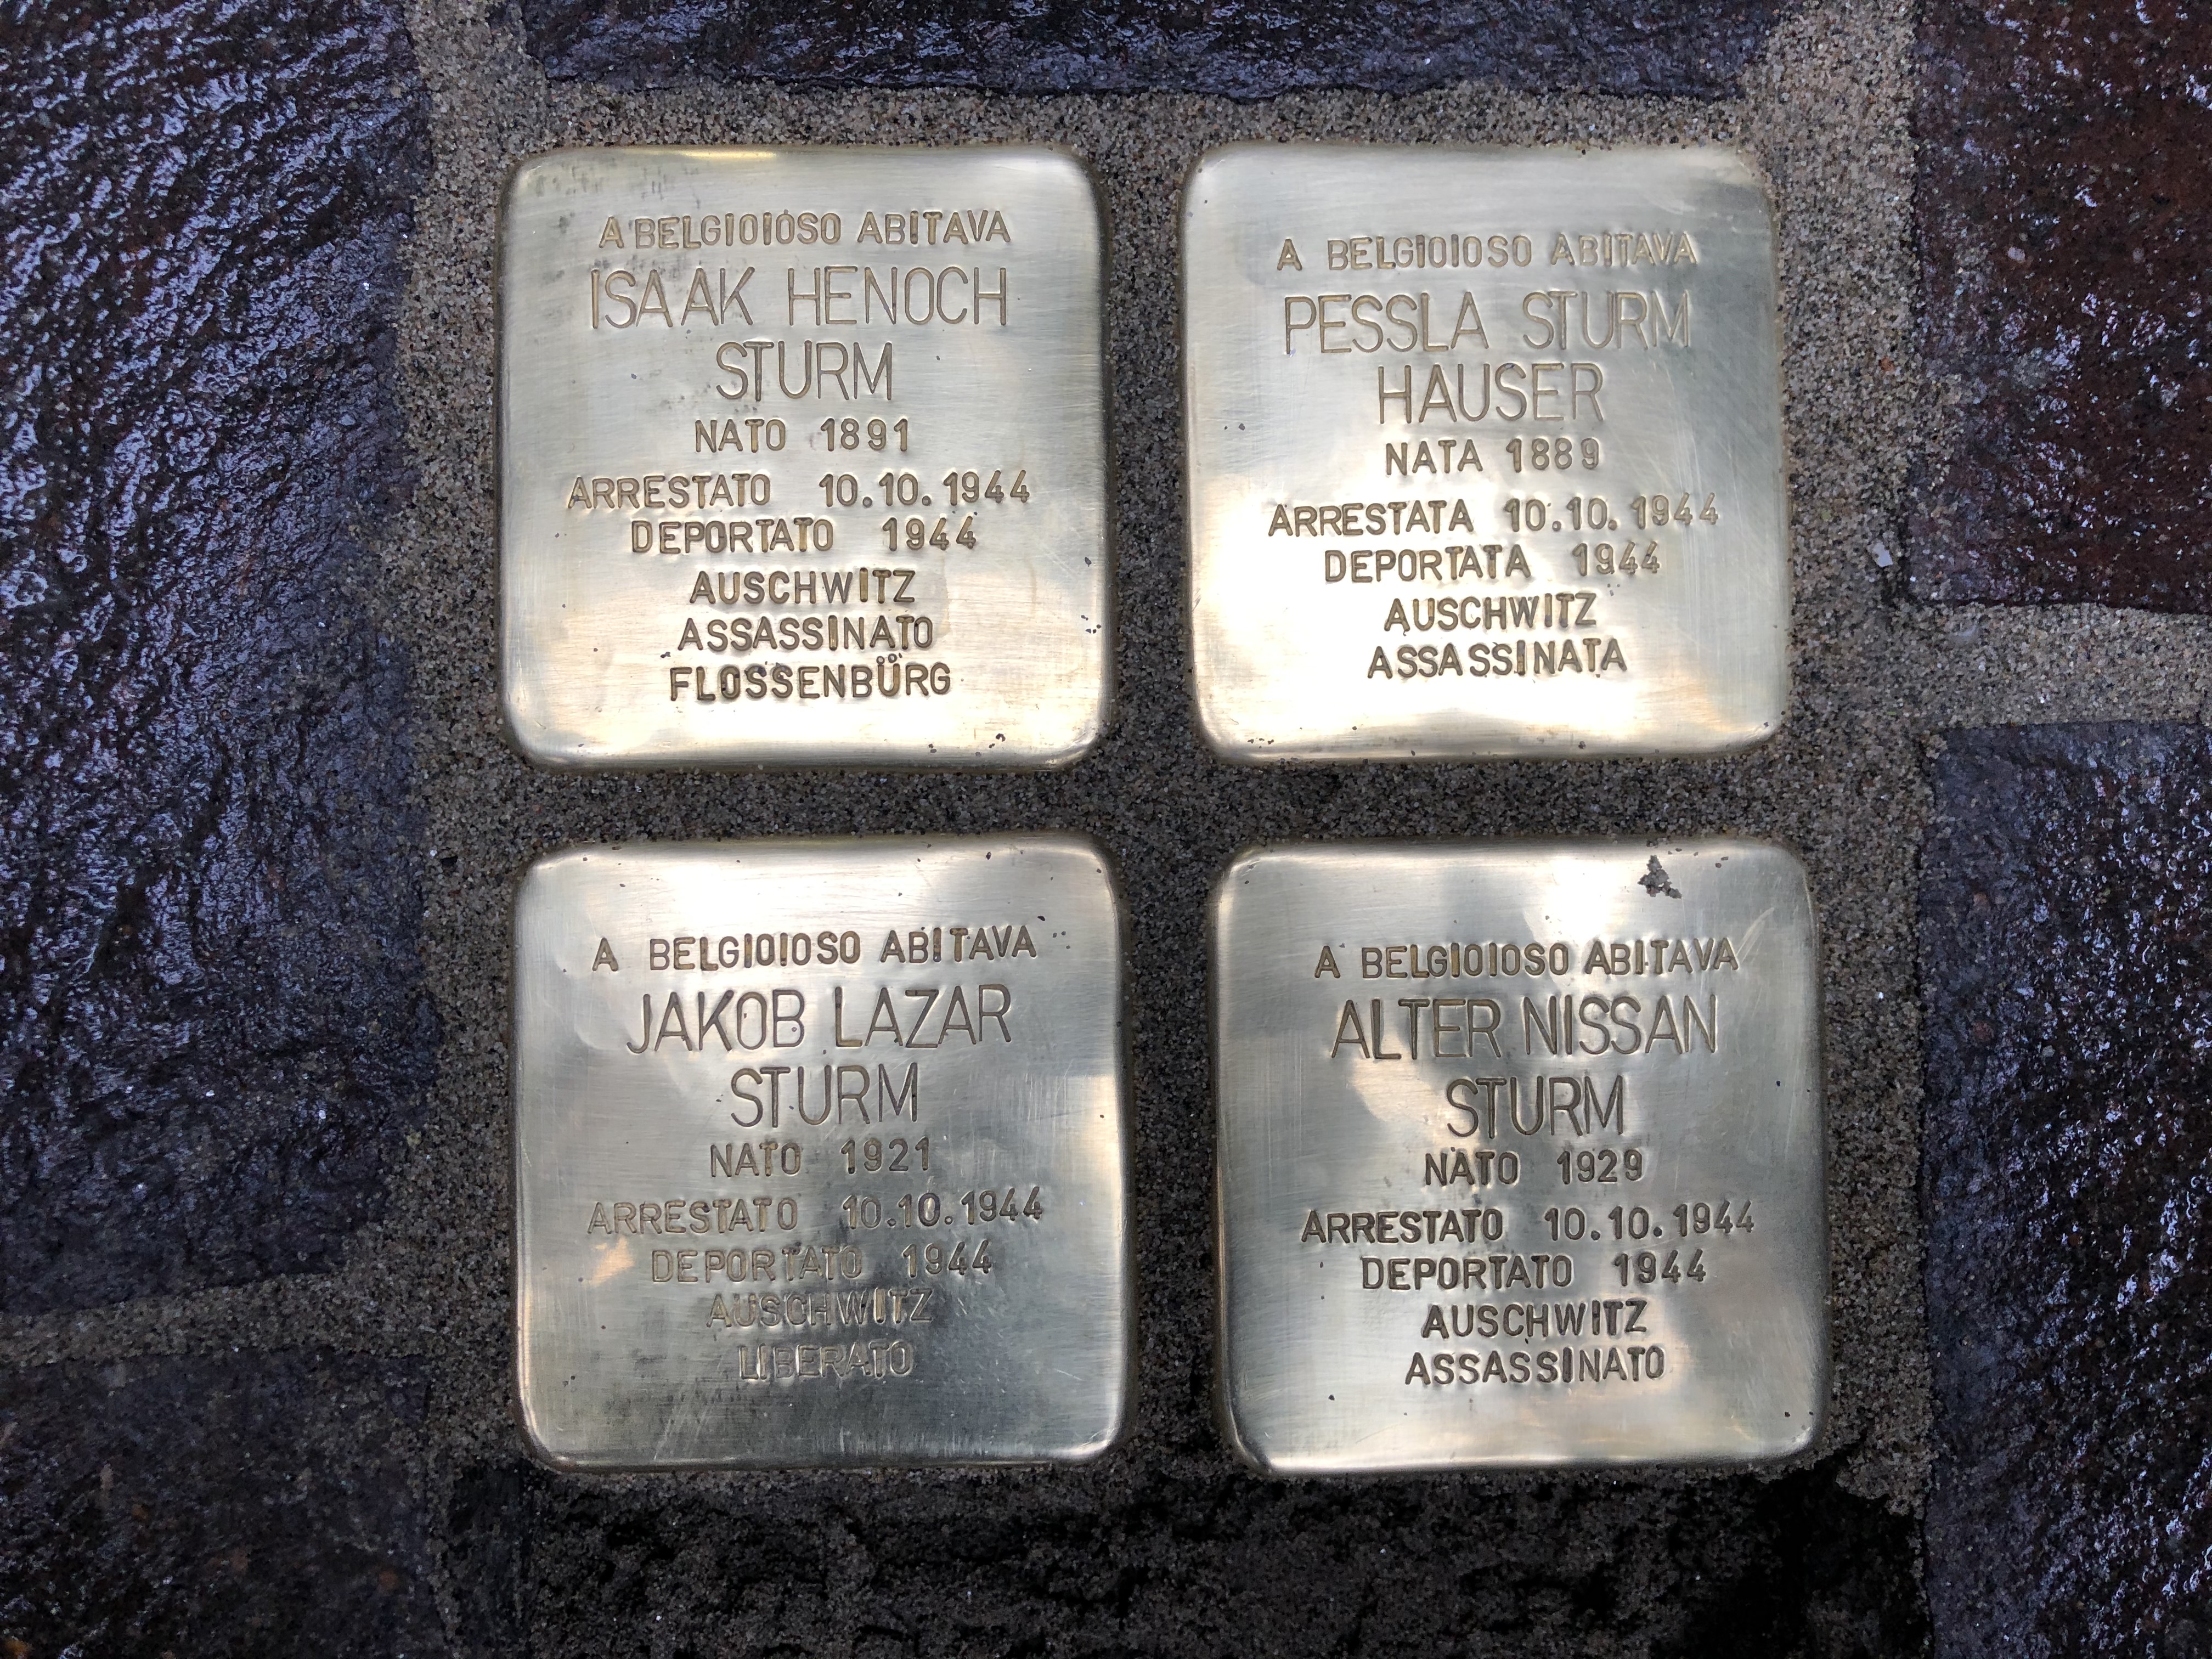 A BELGIOIOSO ABITAVA
ISAAK HENOCH
STURM
NATO 1891
ARRESTATO 10.10.1944
DEPORTATO 1944
AUSCHWITZ
ASSASSINATO
FLOSSENBÜRG
A BELGIOIOSO ABITAVA
PESSLA STURM
HAUSER
NATA 1889
ARRESTATA 10.10.1944
DEPORTATA 1944
AUSCHWITZ
ASSASSINATA
A BELGIOIOSO ABITAVA
JAKOB LAZAR
STURM
NATO 1921
ARRESTATO 10.10.1944
DEPORTATO 1944
AUSCHWITZ
LIBERATO
A BELGIOIOSO ABITAVA
ALTER NISSAN
STURM
NATO 1929
ARRESTATO 10.10.1944
DEPORTATO 1944
AUSCHWITZ
ASSASSINATO